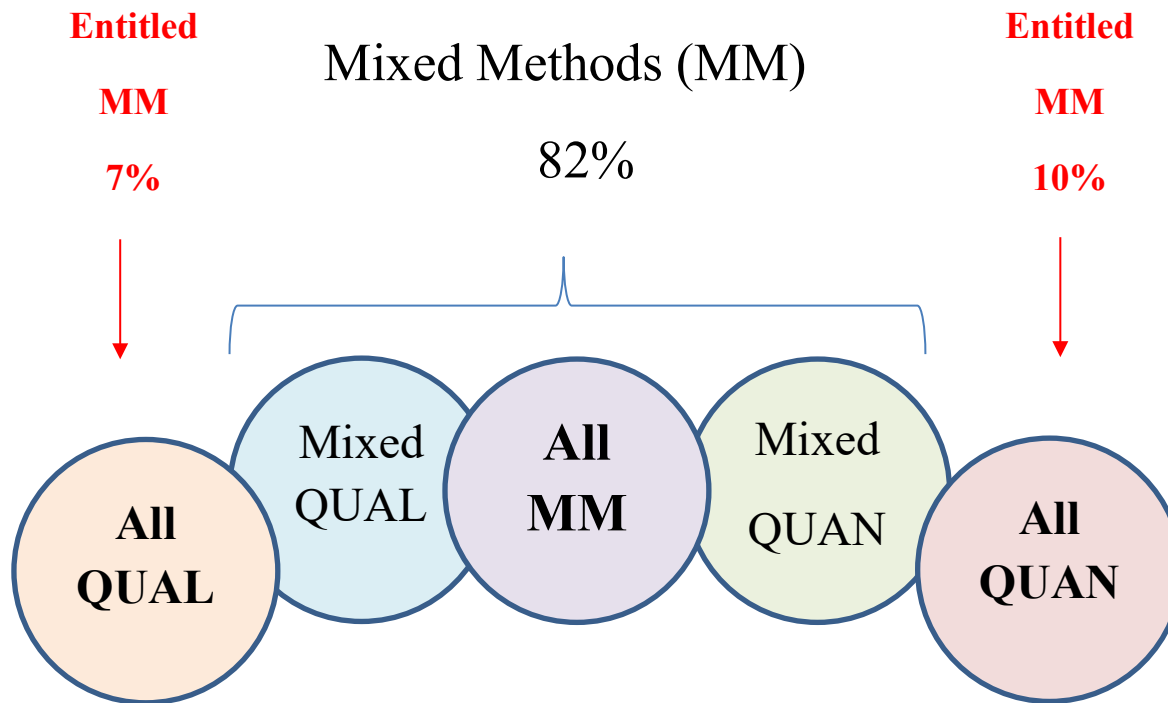 Entitled
MM
7%
Mixed Methods (MM)
82%
Entitled
MM
10%
All
QUAL
Mixed
QUAL
All
MM
Mixed
QUAN
All
QUAN